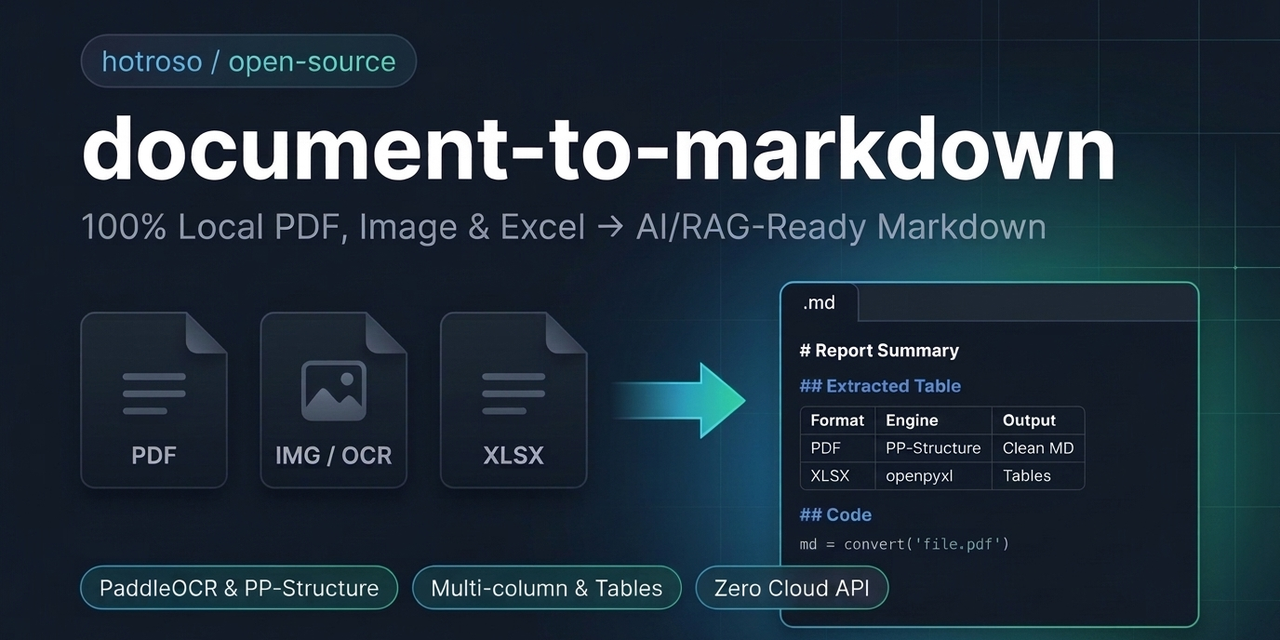 hotroso / open-source
document-to-markdown
100% Local PDF, Image & Excel → AI/RAG-Ready Markdown
PDF
IMG / OCR
XLSX
.md
# Report Summary
## Extracted Table
Format Engine Output
PDF PP-Structure Clean MD
XLSX openpyxl Tables
## Code
md = convert('file.pdf')
PaddleOCR & PP-Structure
Multi-column & Tables
Zero Cloud API